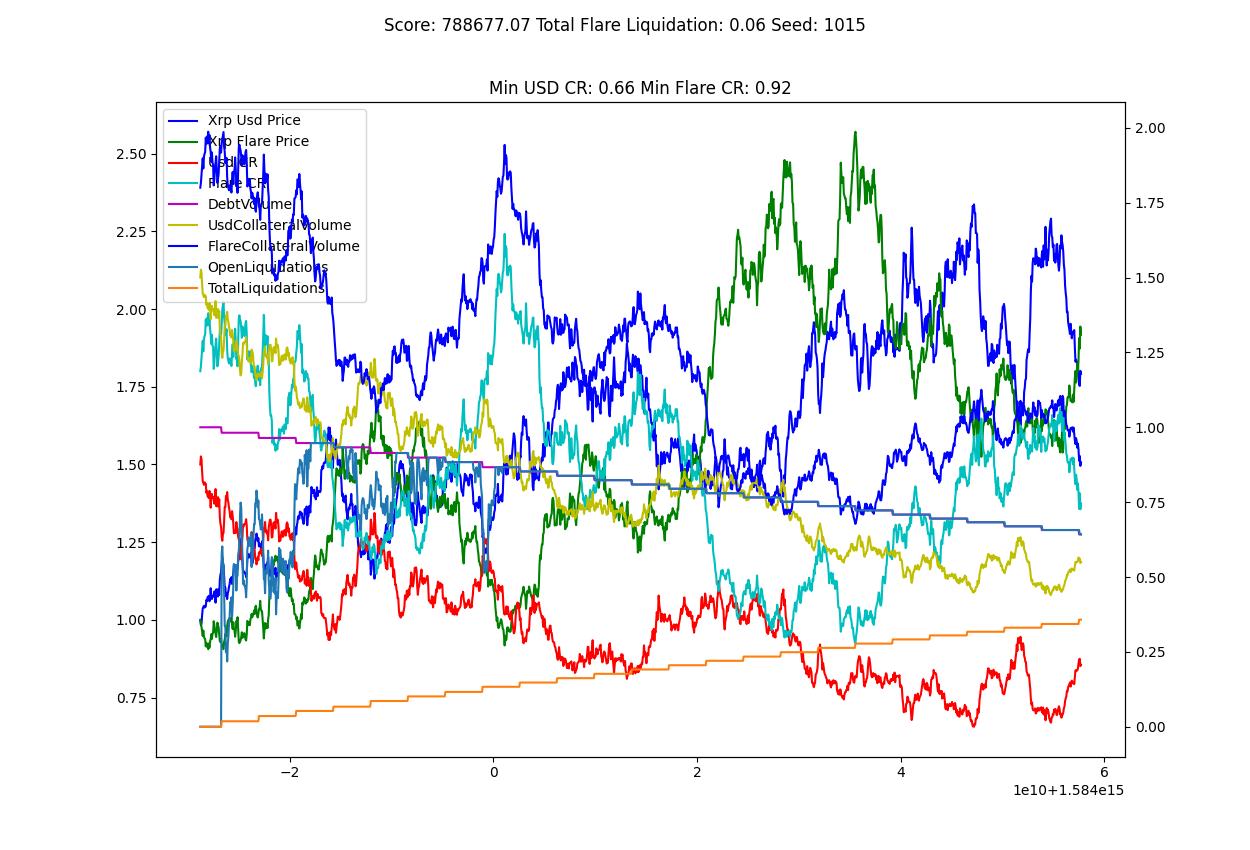 Score: 788677.07 Total Flare Liquidation: 0.06 Seed: 1015
Min USD CR: 0.66 Min Flare CR: 0.92
Xrp Usd Price
Xrp Flare Price
Usd CR
Flare CR
DebtVolume
UsdCollateralVolume
FlareCollateralVolume
OpenLiquidations
TotalLiquidations
2.50
2.25
2.00
1.75
1.50
1.25
1.00
0.75
2.00
1.75
1.50
1.25
1.00
0.75
0.50
0.25
0.00
−2 0 2 4 6
1e10+1.584e15